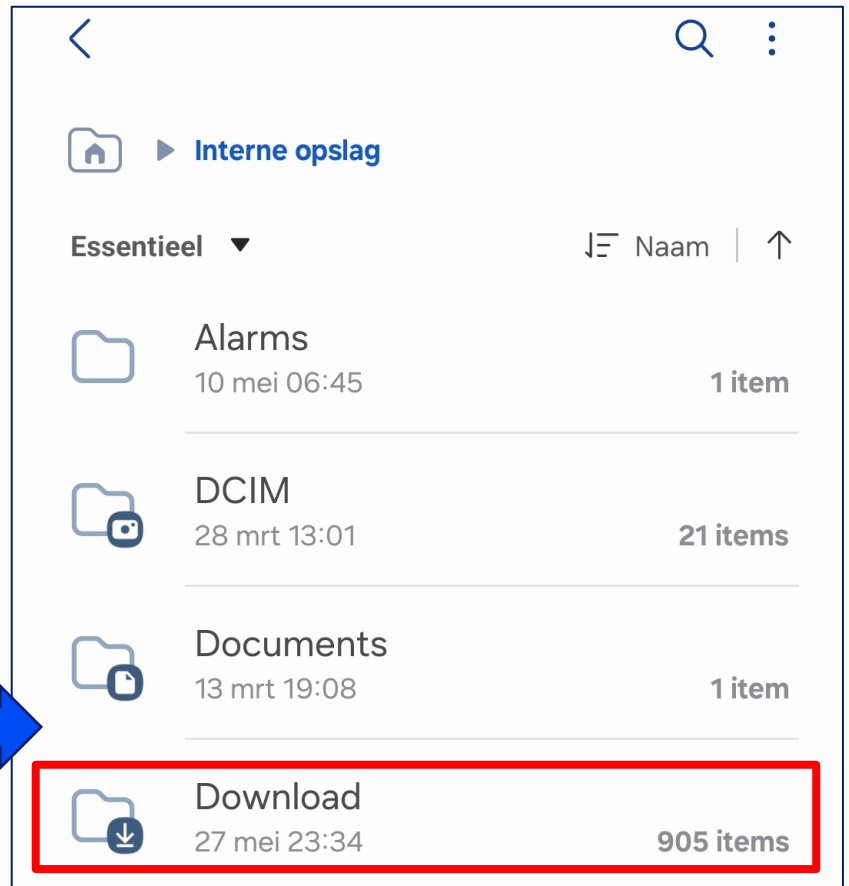 Interne opslag
Essentieel Naam
Alarms
10 mei 06:45 1 item
DCIM
28 mrt 13:01 21 items
Documents
13 mrt 19:08 1 item
Download
27 mei 23:34 905 items